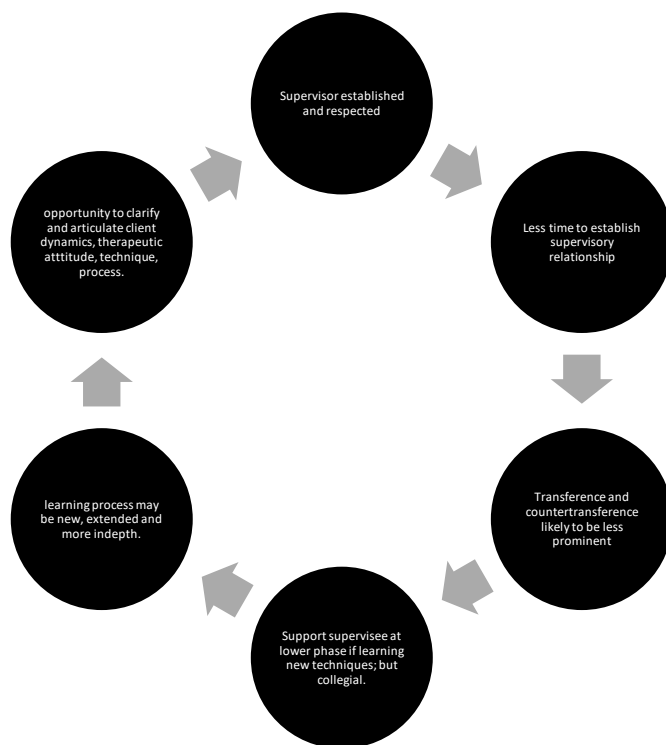 Supervisor established
and respected
Less time to establish
supervisory
relationship
Transference and
countertransference
likely to be less
prominent
Support supervisee at
lower phase if learning
new techniques; but
collegial.
learning process may
be new, extended and
more indepth.
opportunity to clarify
and articulate client
dynamics, therapeutic
atttitude, technique,
process.